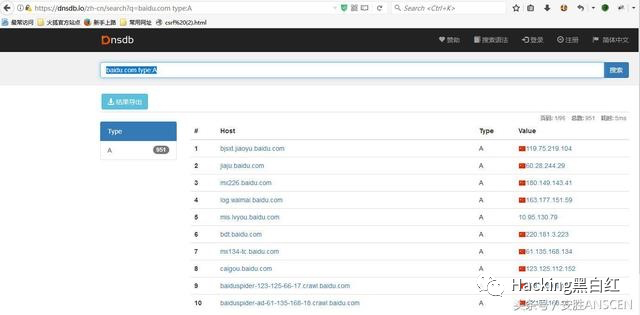 https://dnsdb.io/zh-cn/search?q=baidu.com type:A
Search <Ctrl+K>
最常访问 火狐官方站点 新手上路 常用网址 csrf%20(2).html
Dnsdb
赞助 搜索语法 登录 注册 简体中文
baidu.com type:A 搜索
结果导出
页码: 1/96 总数: 951 耗时: 5ms
Type # Host Type Value
A 951 1 bjsxt.jiaoyu.baidu.com A 119.75.219.104
2 jiaju.baidu.com A 60.28.244.29
3 mx226.baidu.com A 180.149.143.41
4 log.waimai.baidu.com A 163.177.151.59
5 mis.lvyou.baidu.com A 10.95.130.79
6 bdt.baidu.com A 220.181.3.223
7 mx134-tc.baidu.com A 61.135.168.134
8 caigou.baidu.com A 123.125.112.152
9 baiduspider-123-125-66-17.crawl.baidu.com A
10 baiduspider-ad-61-135-168-18.crawl.baidu.com A
Hacking黑白红
头条号 / 安胜ANSCEN